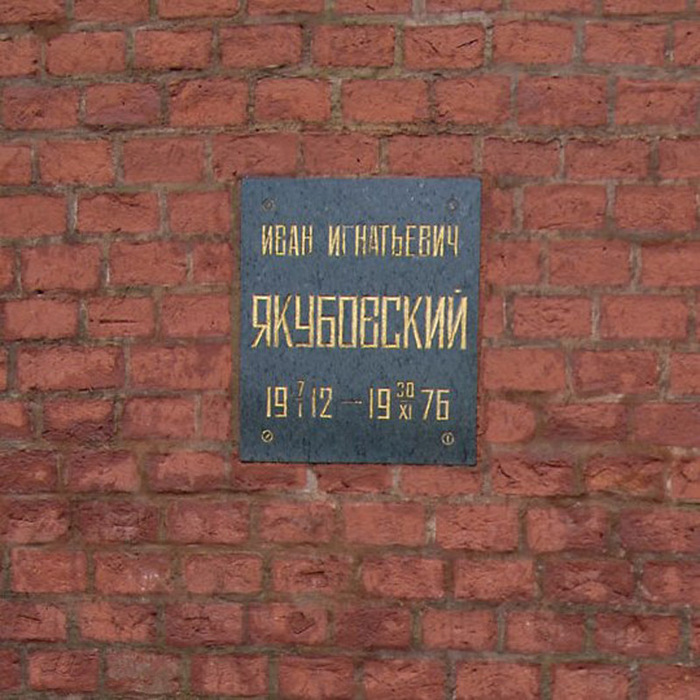 ИВАН ИГНАТЬЕВИЧ
ЯКУБОВСКИЙ
19 7/I 12 — 19 30/XI 76